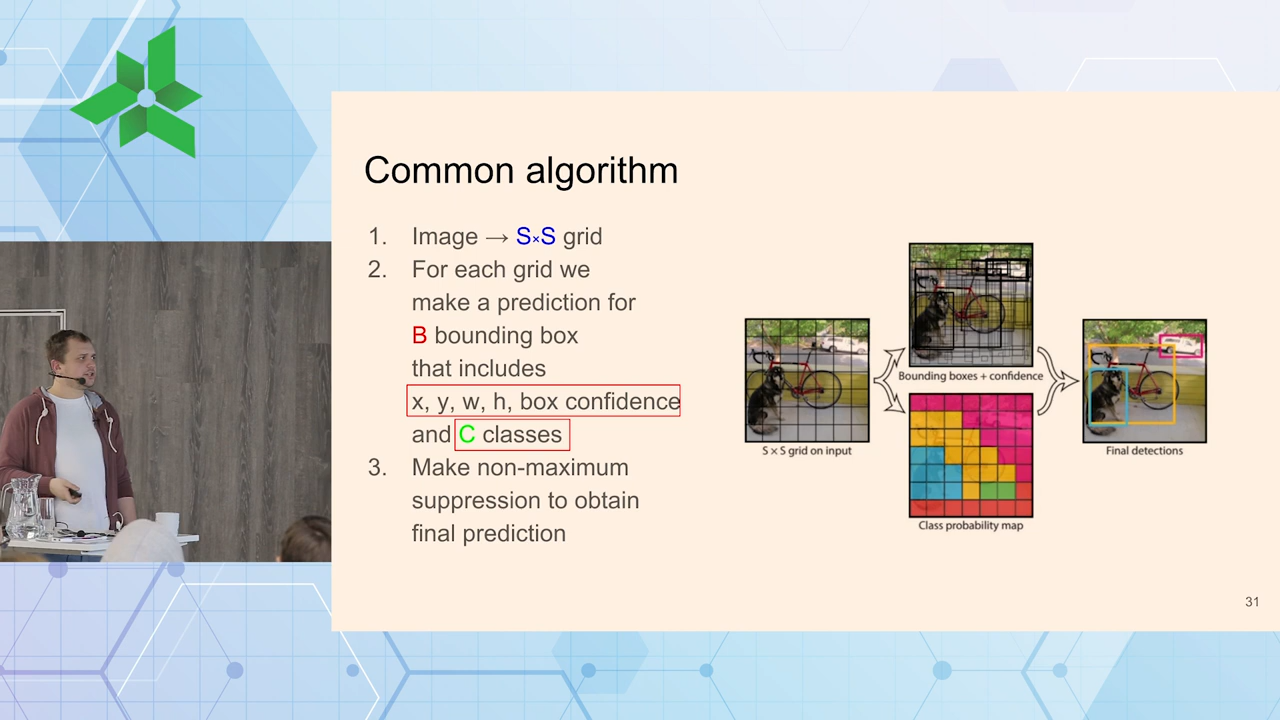 Common algorithm
1. Image → S×S grid
2. For each grid we
make a prediction for
B bounding box
that includes
x, y, w, h, box confidence
and C classes
3. Make non-maximum
suppression to obtain
final prediction
Bounding boxes + confidence
S × S grid on input
Final detections
Class probability map
31